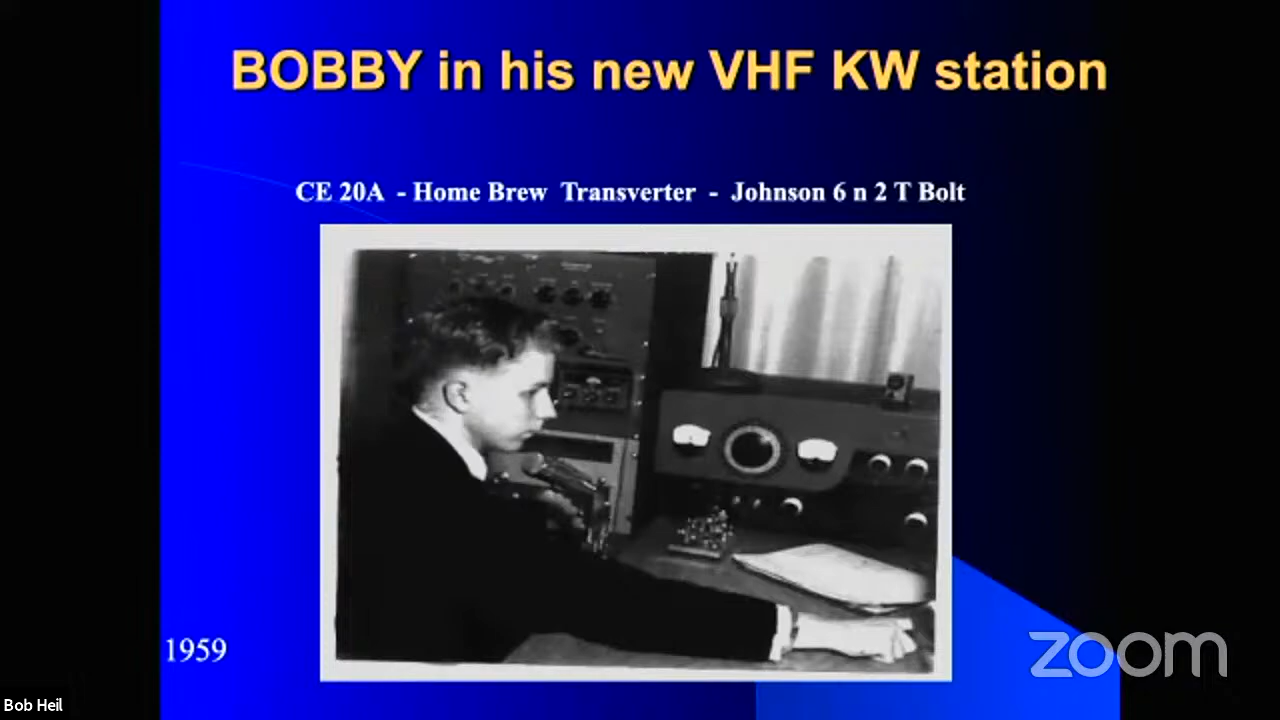 BOBBY in his new VHF KW station
CE 20A - Home Brew Transverter - Johnson 6 n 2 T Bolt
1959
zoom
Bob Heil